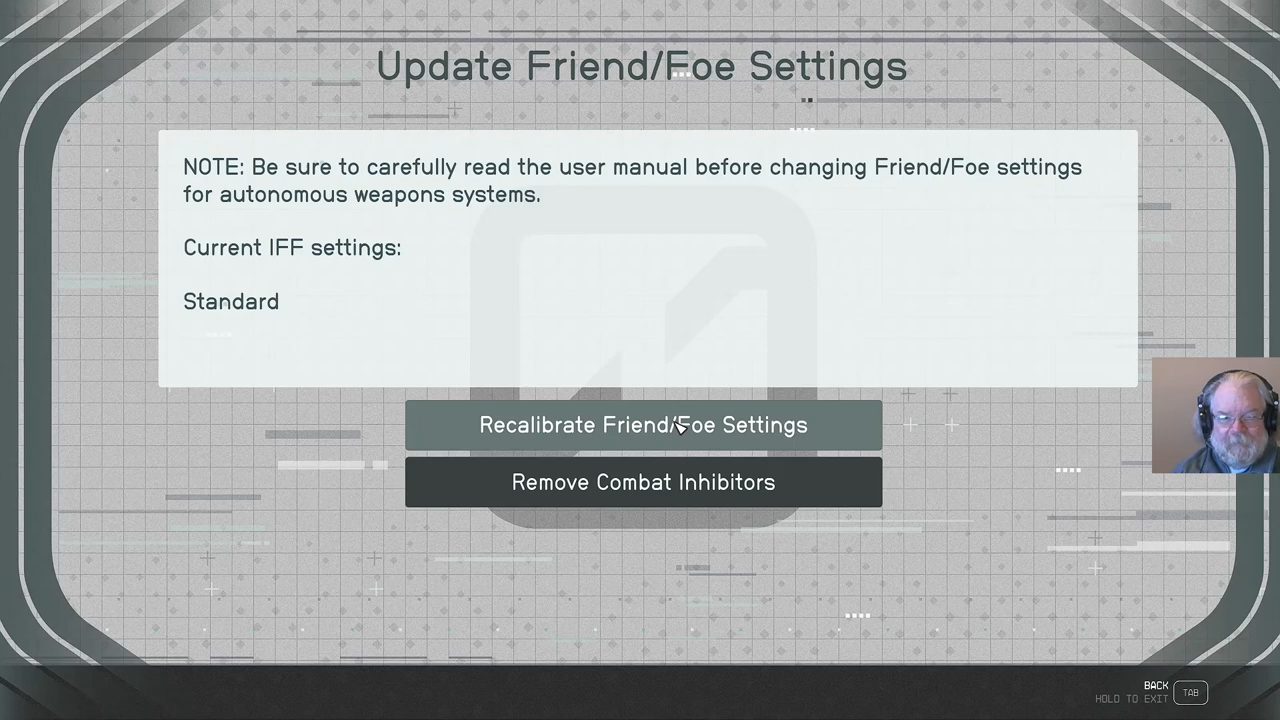 Update Friend/Foe Settings
NOTE: Be sure to carefully read the user manual before changing Friend/Foe settings
for autonomous weapons systems.
Current IFF settings:
Standard
Recalibrate Friend/Foe Settings
Remove Combat Inhibitors
BACK
HOLD TO EXIT
TAB